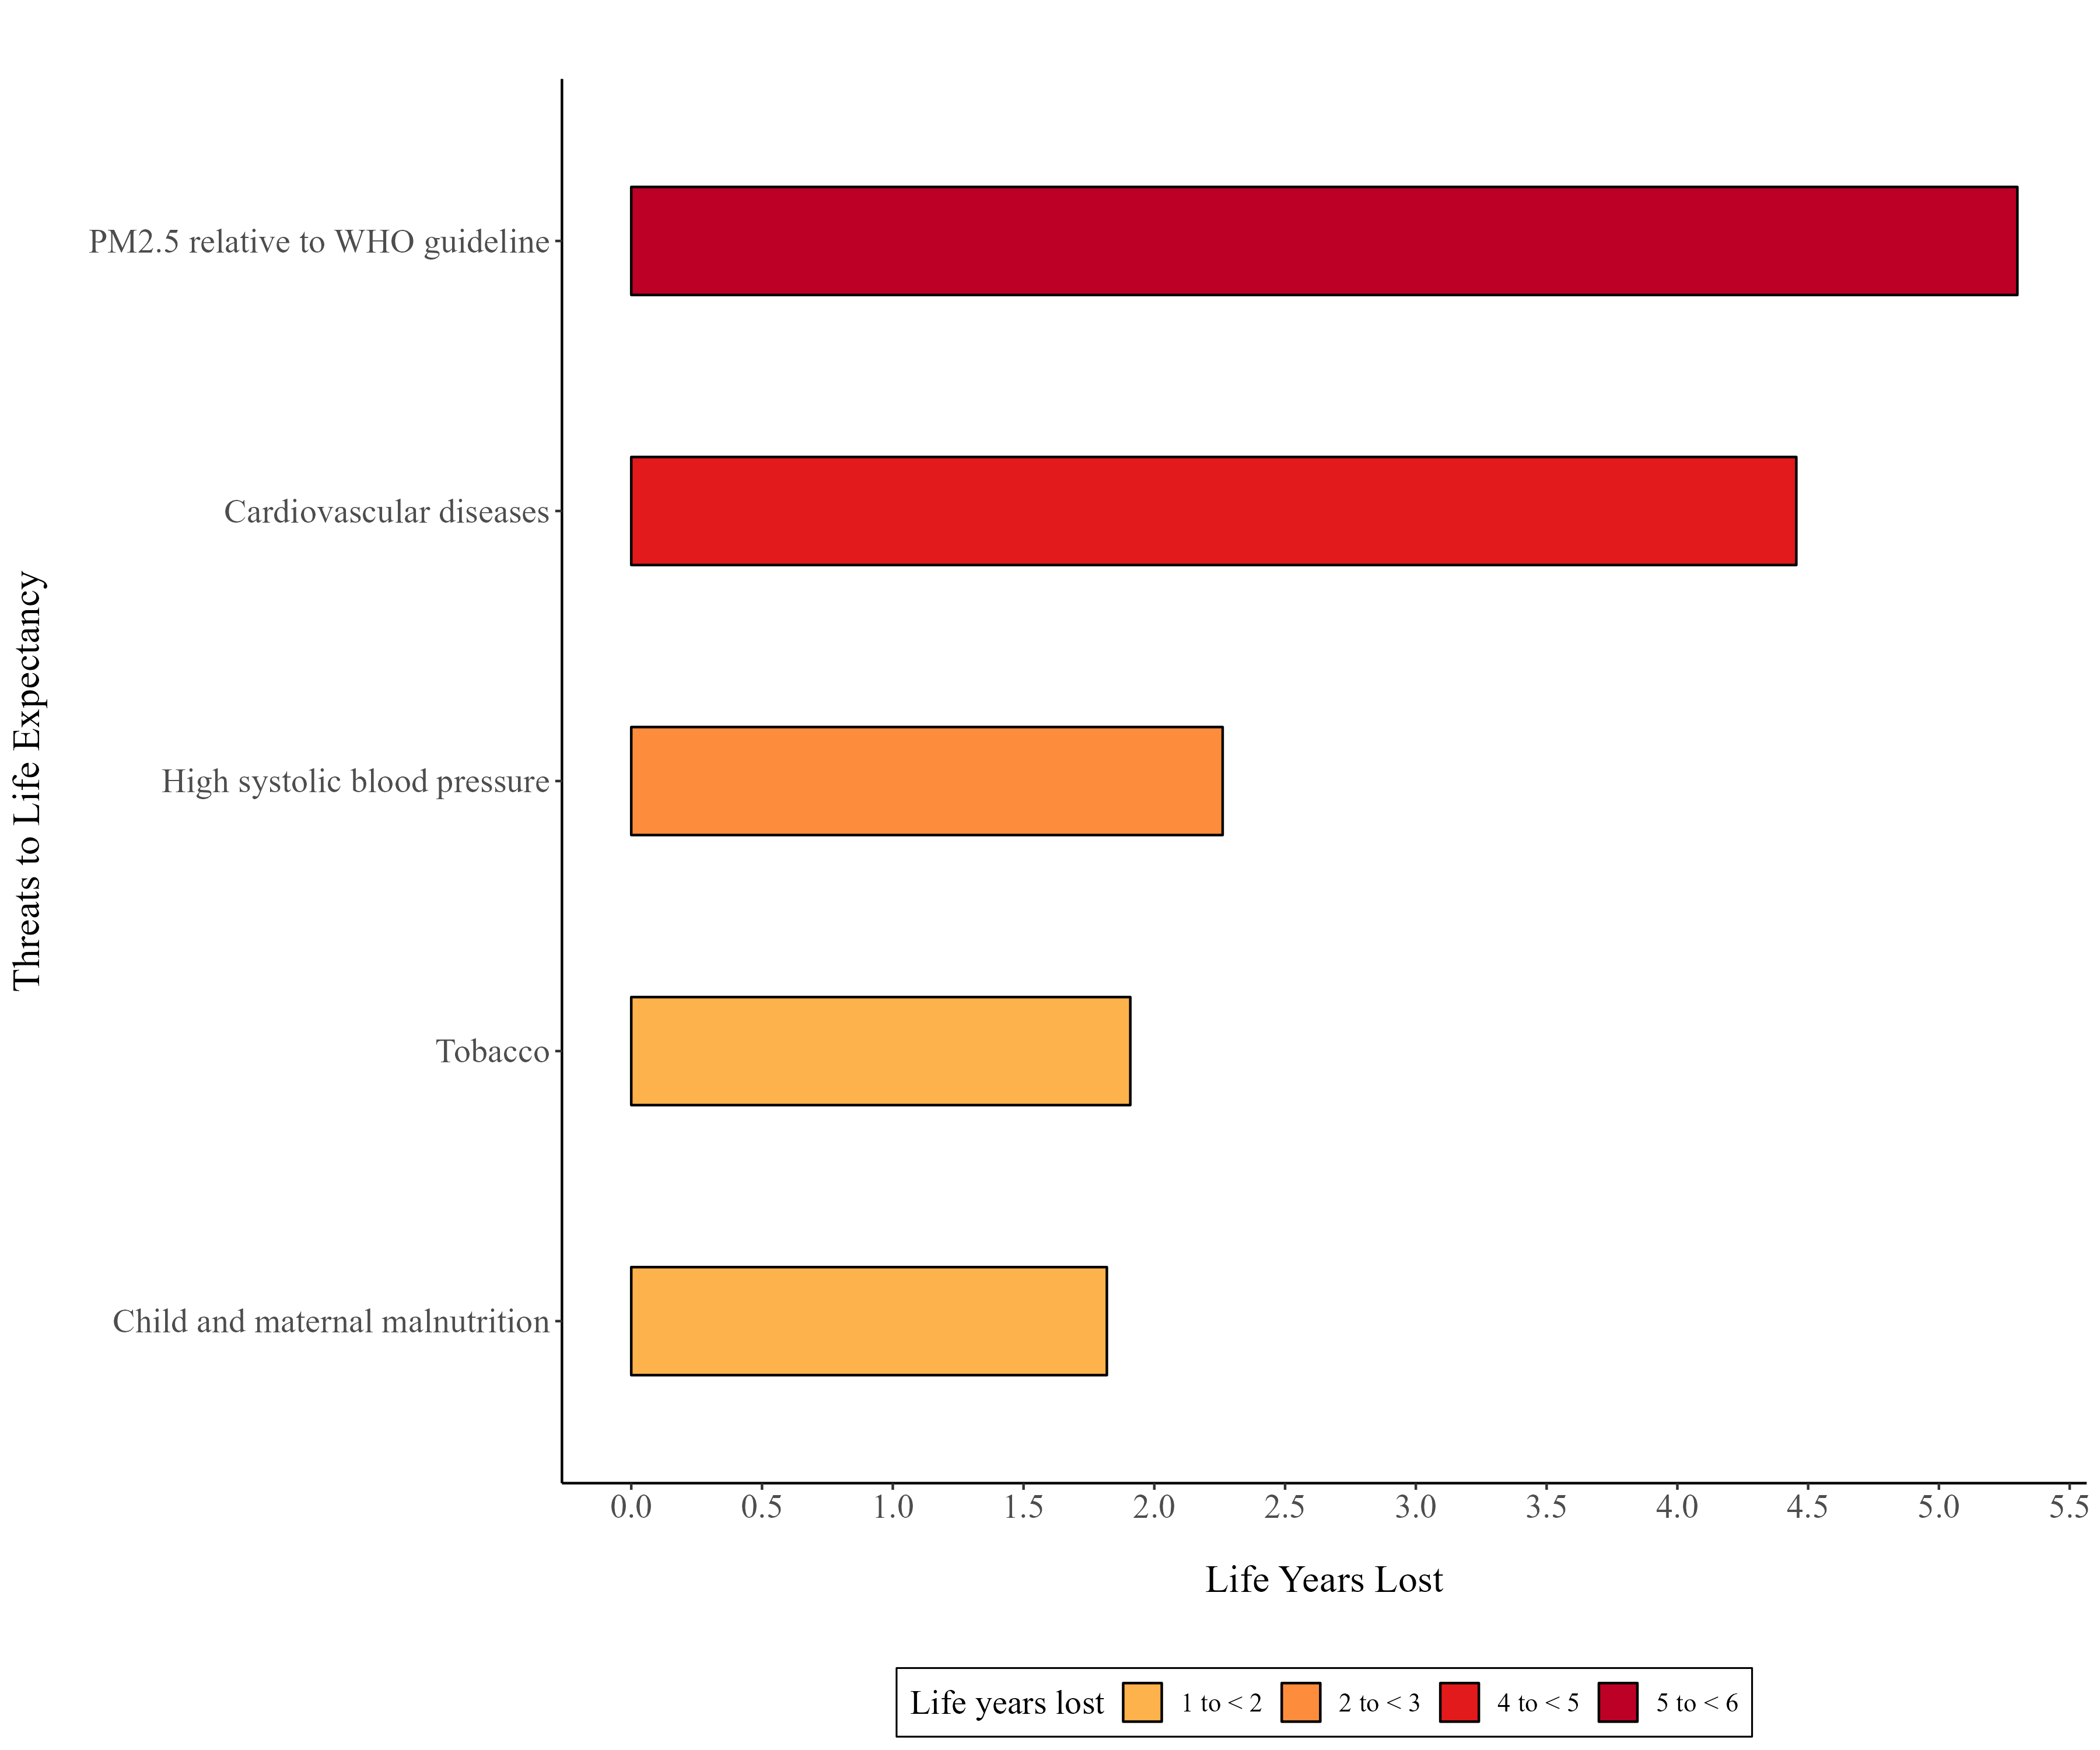 PM2.5 relative to WHO guideline
Cardiovascular diseases
High systolic blood pressure
Tobacco
Child and maternal malnutrition
Threats to Life Expectancy
0.0 0.5 1.0 1.5 2.0 2.5 3.0 3.5 4.0 4.5 5.0 5.5
Life Years Lost
Life years lost 1 to < 2 2 to < 3 4 to < 5 5 to < 6